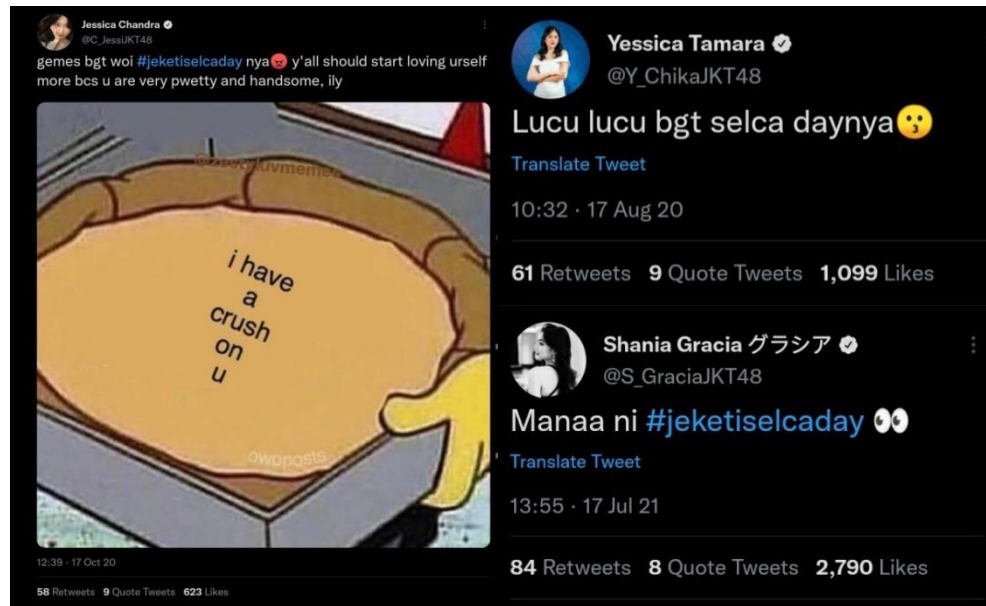 Jessica Chandra
@C_JessiJKT48
gemes bgt woi #jeketiselcaday nya😡 y'all should start loving urself
more bcs u are very pwetty and handsome, ily
i have
a
crush
on
u
owoposts
12:39 · 17 Oct 20
58 Retweets 9 Quote Tweets 623 Likes
Yessica Tamara
@Y_ChikaJKT48
Lucu lucu bgt selca daynya😗
Translate Tweet
10:32 · 17 Aug 20
61 Retweets 9 Quote Tweets 1,099 Likes
Shania Gracia グラシア
@S_GraciaJKT48
Manaa ni #jeketiselcaday 👀
Translate Tweet
13:55 · 17 Jul 21
84 Retweets 8 Quote Tweets 2,790 Likes